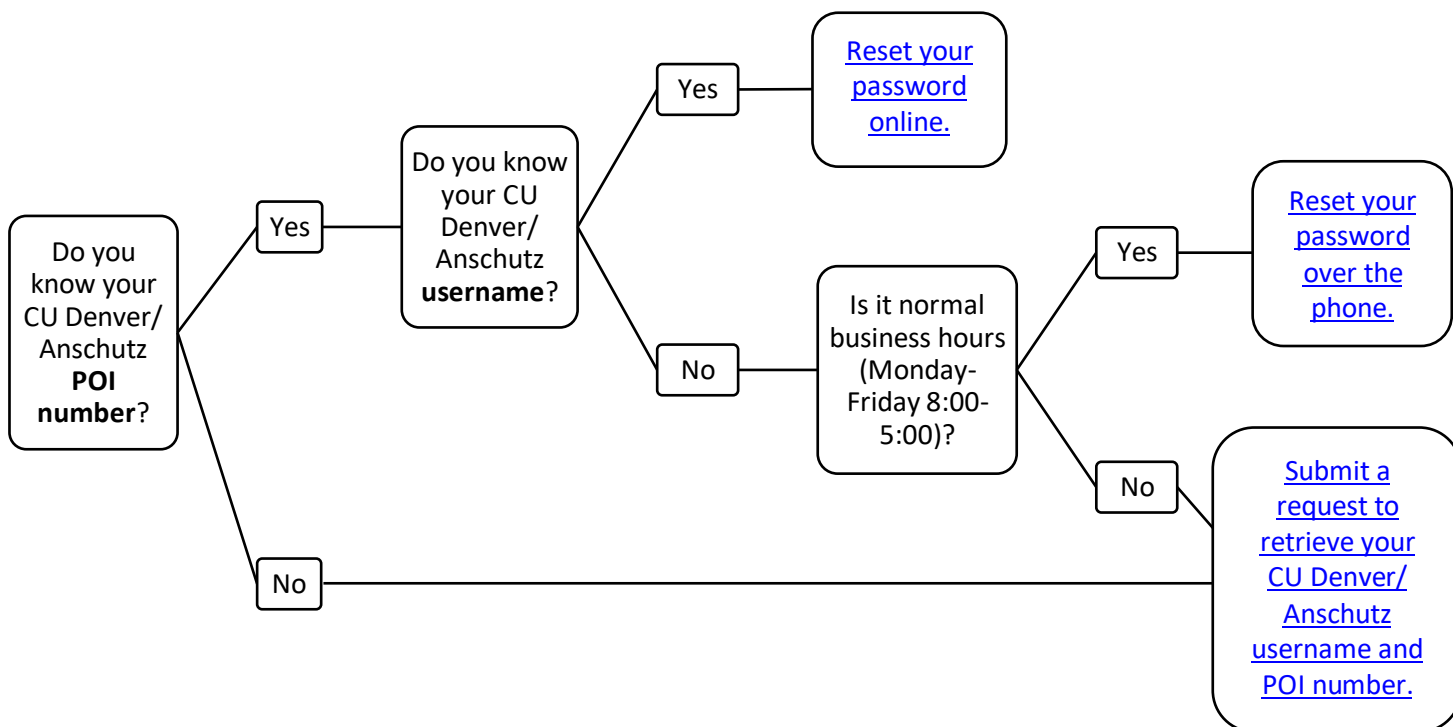 Do you
know your
CU Denver/
Anschutz
POI
number?
Yes
Do you know
your CU
Denver/
Anschutz
username?
Yes
Reset your
password
online.
No
Is it normal
business hours
(Monday-
Friday 8:00-
5:00)?
Yes
Reset your
password
over the
phone.
No
Submit a
request to
retrieve your
CU Denver/
Anschutz
username and
POI number.
No